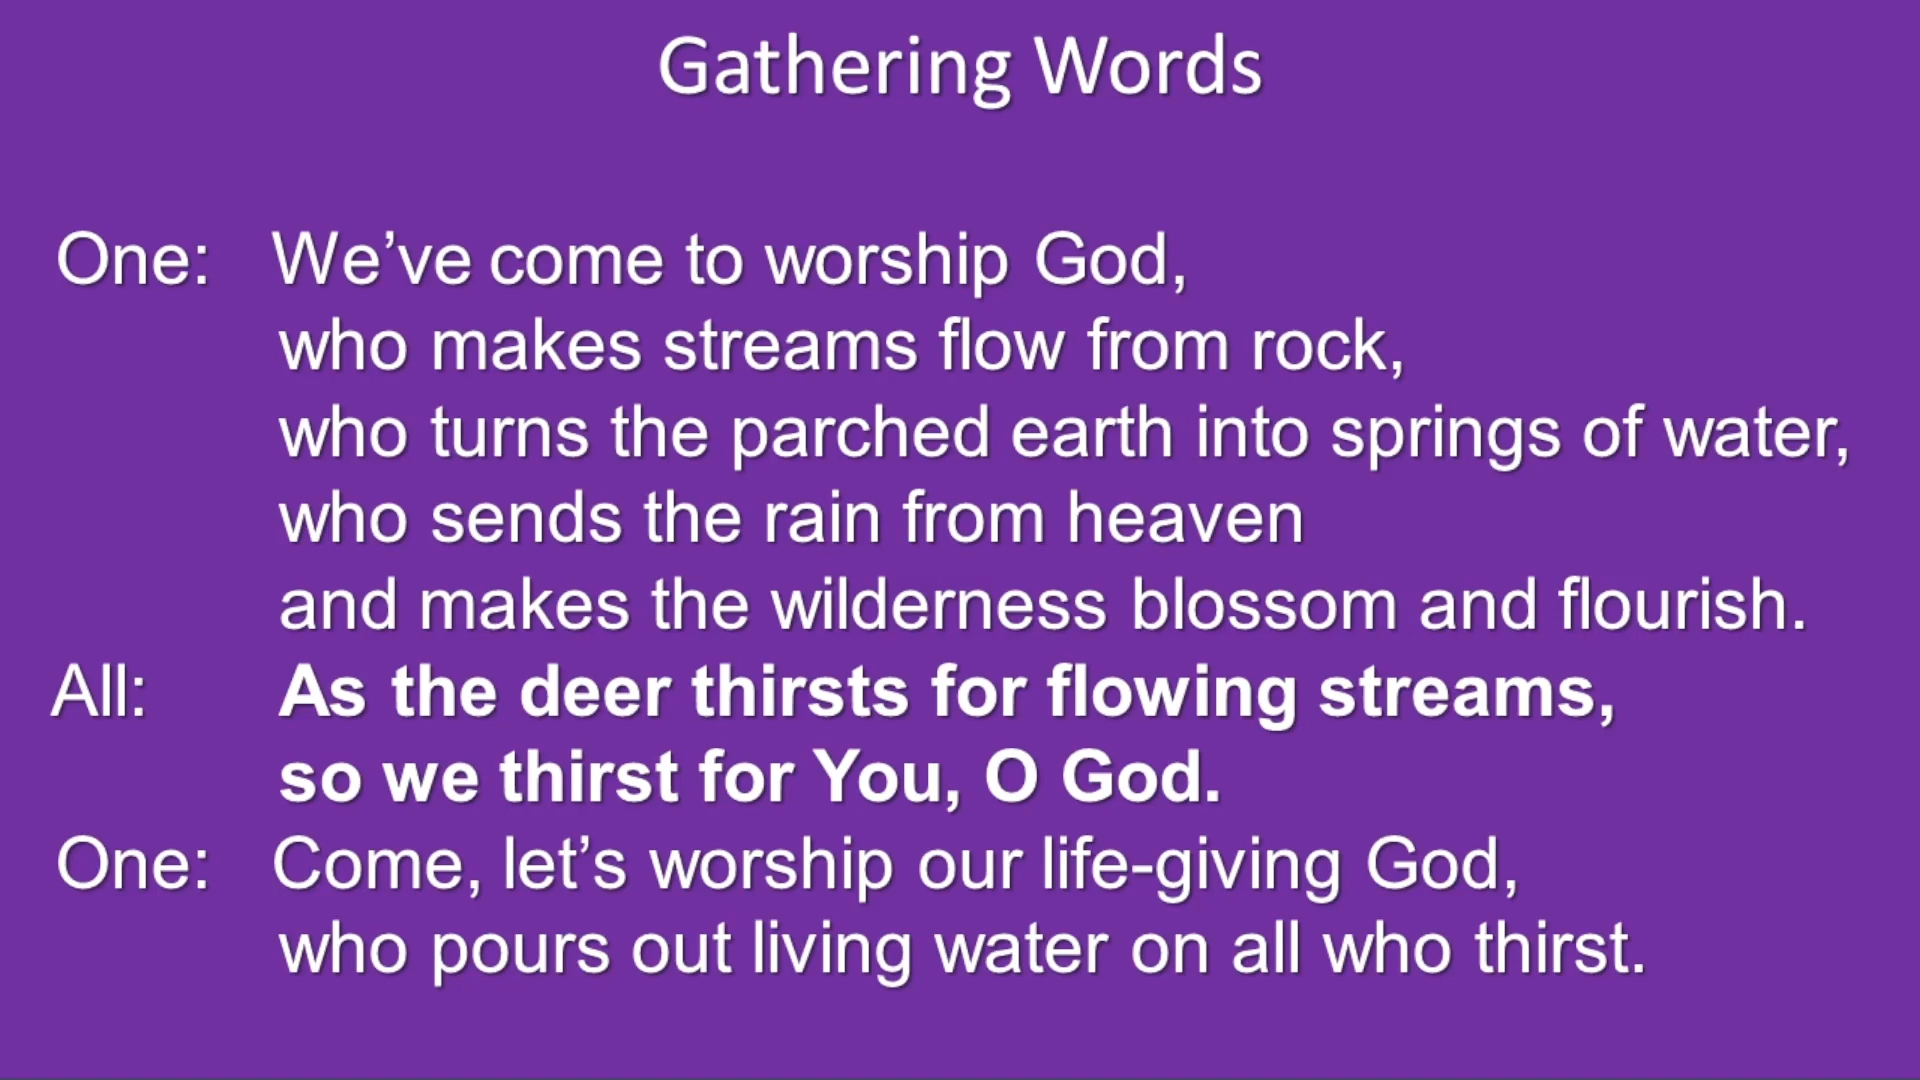 Gathering Words
One: We’ve come to worship God,
who makes streams flow from rock,
who turns the parched earth into springs of water,
who sends the rain from heaven
and makes the wilderness blossom and flourish.
All: As the deer thirsts for flowing streams,
so we thirst for You, O God.
One: Come, let’s worship our life-giving God,
who pours out living water on all who thirst.